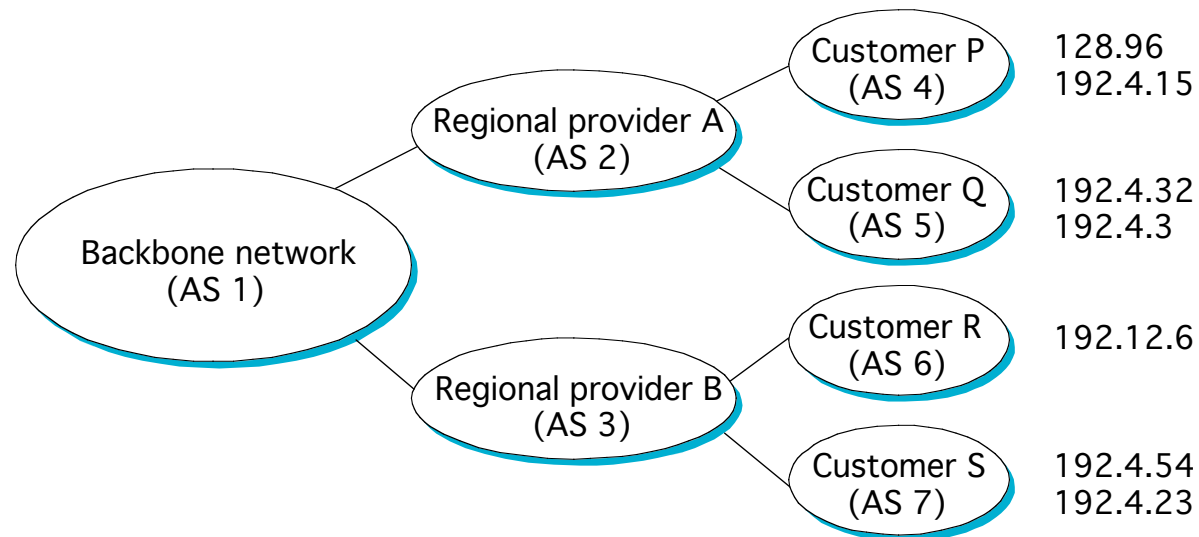 Customer P
(AS 4)
128.96
192.4.15
Regional provider A
(AS 2)
Customer Q
(AS 5)
192.4.32
192.4.3
Backbone network
(AS 1)
Customer R
(AS 6)
192.12.6
Regional provider B
(AS 3)
Customer S
(AS 7)
192.4.54
192.4.23